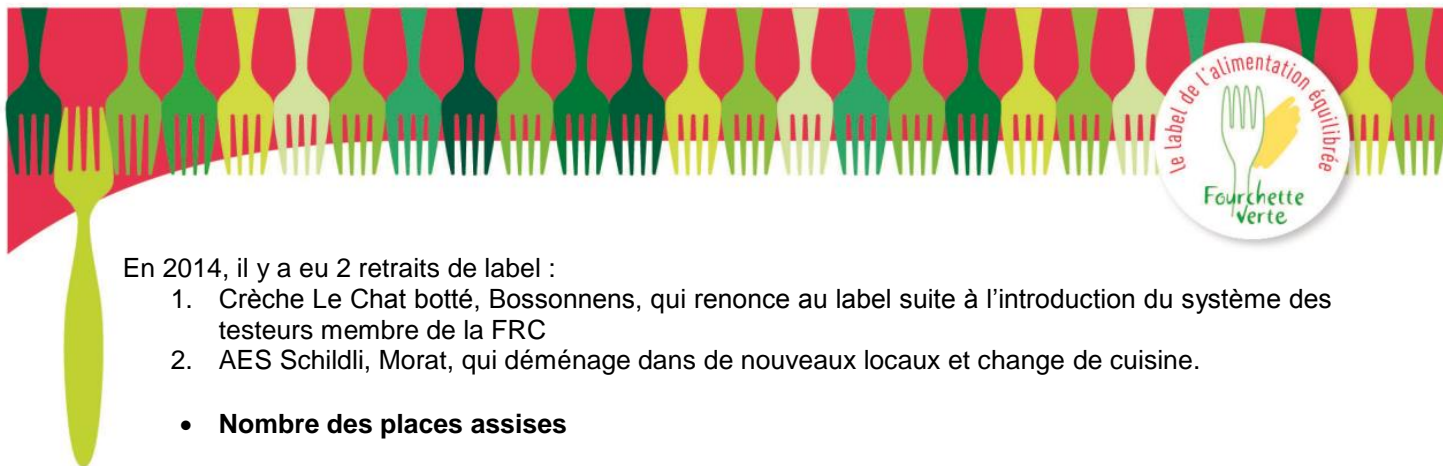 le label de l'alimentation équilibrée
Fourchette
verte
En 2014, il y a eu 2 retraits de label :
1. Crèche Le Chat botté, Bossonnens, qui renonce au label suite à l'introduction du système des
testeurs membre de la FRC
2. AES Schildli, Morat, qui déménage dans de nouveaux locaux et change de cuisine.
• Nombre des places assises